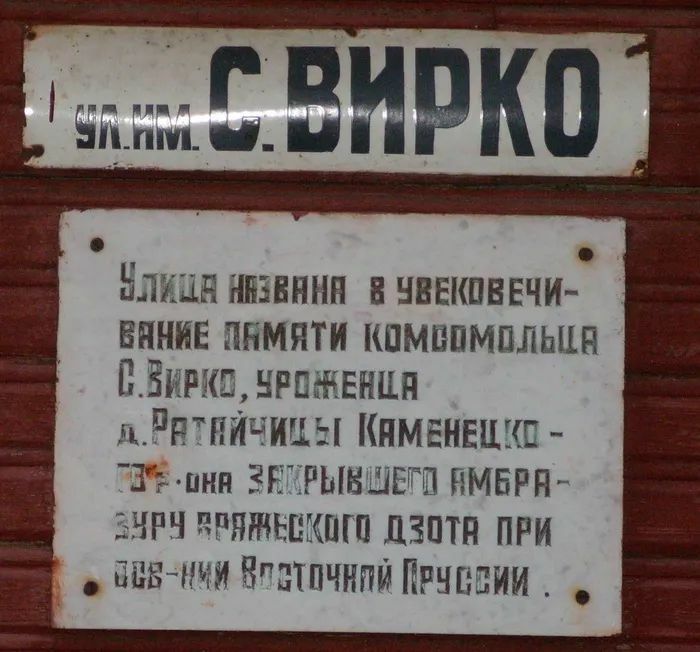 ул. им. С. ВИРКО
Улица названа в увековечи-
вание памяти комсомольца
С. Вирко, уроженца
д. Ратайчицы Каменецко-
го р-она закрывшего амбра-
зуру вражеского дзота при
осв-нии Восточной Пруссии.